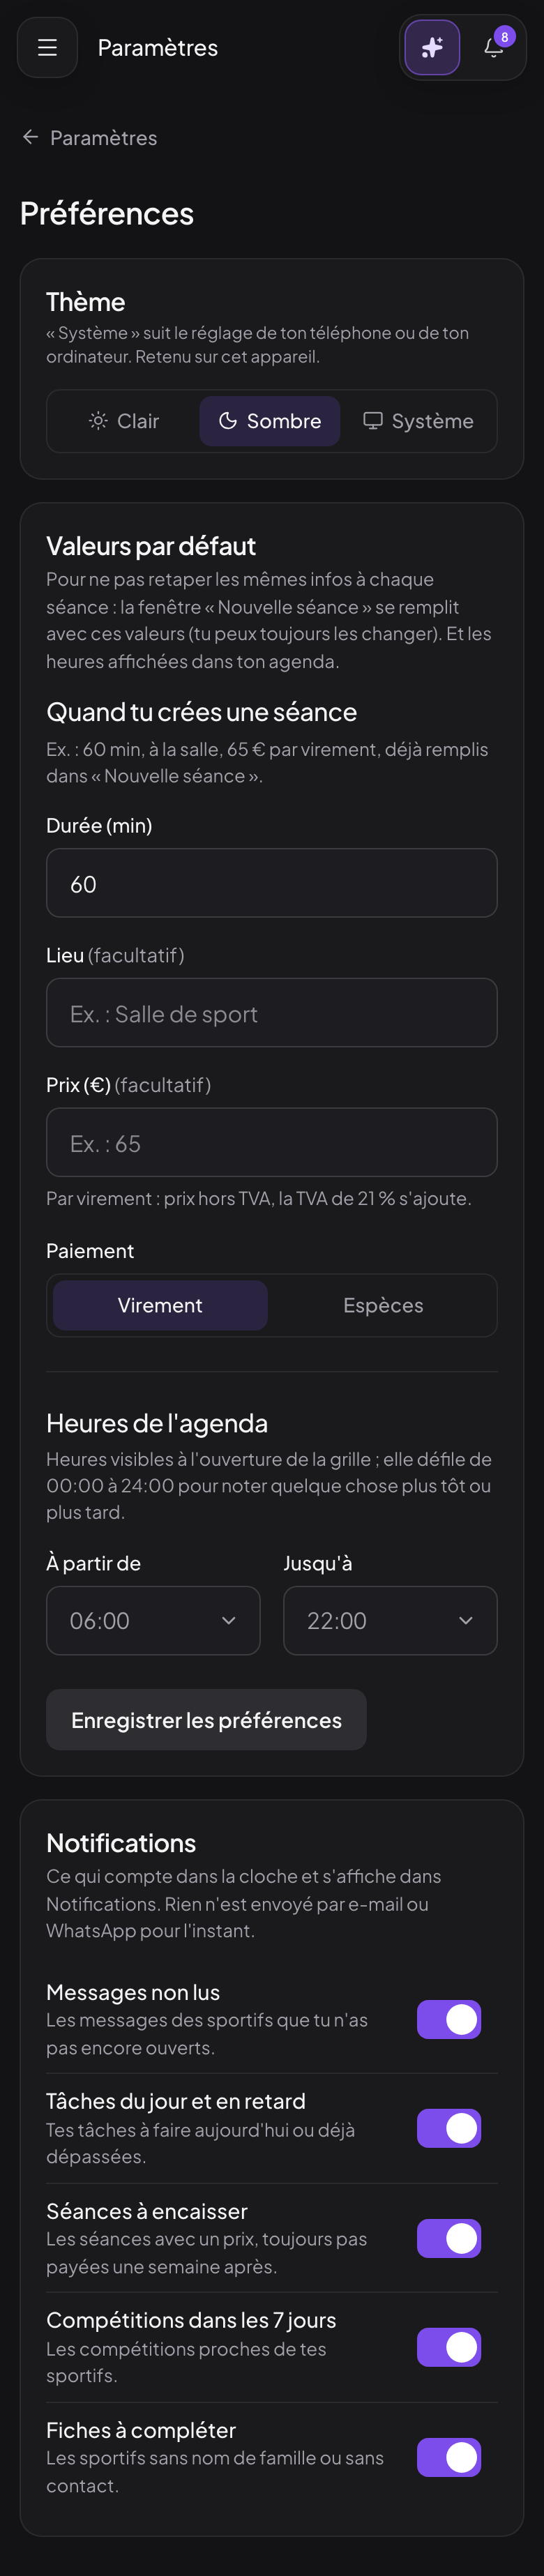 Paramètres
8
Paramètres
Préférences
Thème
« Système » suit le réglage de ton téléphone ou de ton
ordinateur. Retenu sur cet appareil.
Clair
Sombre
Système
Valeurs par défaut
Pour ne pas retaper les mêmes infos à chaque
séance : la fenêtre « Nouvelle séance » se remplit
avec ces valeurs (tu peux toujours les changer). Et les
heures affichées dans ton agenda.
Quand tu crées une séance
Ex. : 60 min, à la salle, 65 € par virement, déjà remplis
dans « Nouvelle séance ».
Durée (min)
60
Lieu (facultatif)
Ex. : Salle de sport
Prix (€) (facultatif)
Ex. : 65
Par virement : prix hors TVA, la TVA de 21 % s'ajoute.
Paiement
Virement
Espèces
Heures de l'agenda
Heures visibles à l'ouverture de la grille ; elle défile de
00:00 à 24:00 pour noter quelque chose plus tôt ou
plus tard.
À partir de
Jusqu'à
06:00
22:00
Enregistrer les préférences
Notifications
Ce qui compte dans la cloche et s'affiche dans
Notifications. Rien n'est envoyé par e-mail ou
WhatsApp pour l'instant.
Messages non lus
Les messages des sportifs que tu n'as
pas encore ouverts.
Tâches du jour et en retard
Tes tâches à faire aujourd'hui ou déjà
dépassées.
Séances à encaisser
Les séances avec un prix, toujours pas
payées une semaine après.
Compétitions dans les 7 jours
Les compétitions proches de tes
sportifs.
Fiches à compléter
Les sportifs sans nom de famille ou sans
contact.